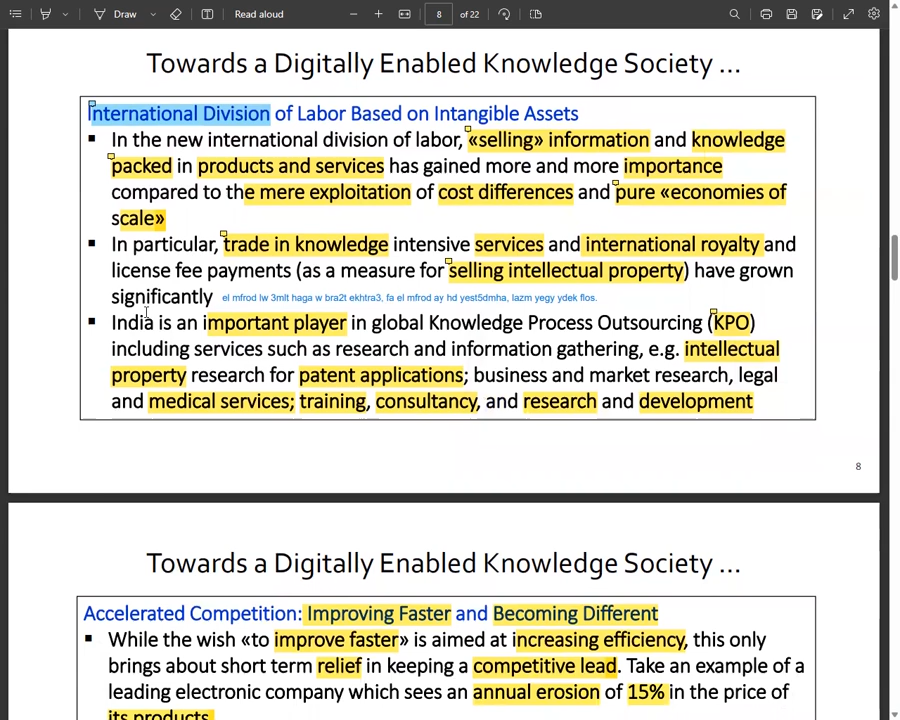 Draw
Read aloud
8
of 22
Towards a Digitally Enabled Knowledge Society ...
International Division of Labor Based on Intangible Assets
▪ In the new international division of labor, «selling» information and knowledge
packed in products and services has gained more and more importance
compared to the mere exploitation of cost differences and pure «economies of
scale»
▪ In particular, trade in knowledge intensive services and international royalty and
license fee payments (as a measure for selling intellectual property) have grown
significantly el mfrod lw 3mlt haga w bra2t ekhtra3, fa el mfrod ay hd yest5dmha, lazm yegy ydek flos.
▪ India is an important player in global Knowledge Process Outsourcing (KPO)
including services such as research and information gathering, e.g. intellectual
property research for patent applications; business and market research, legal
and medical services; training, consultancy, and research and development
8
Towards a Digitally Enabled Knowledge Society ...
Accelerated Competition: Improving Faster and Becoming Different
▪ While the wish «to improve faster» is aimed at increasing efficiency, this only
brings about short term relief in keeping a competitive lead. Take an example of a
leading electronic company which sees an annual erosion of 15% in the price of
its products.